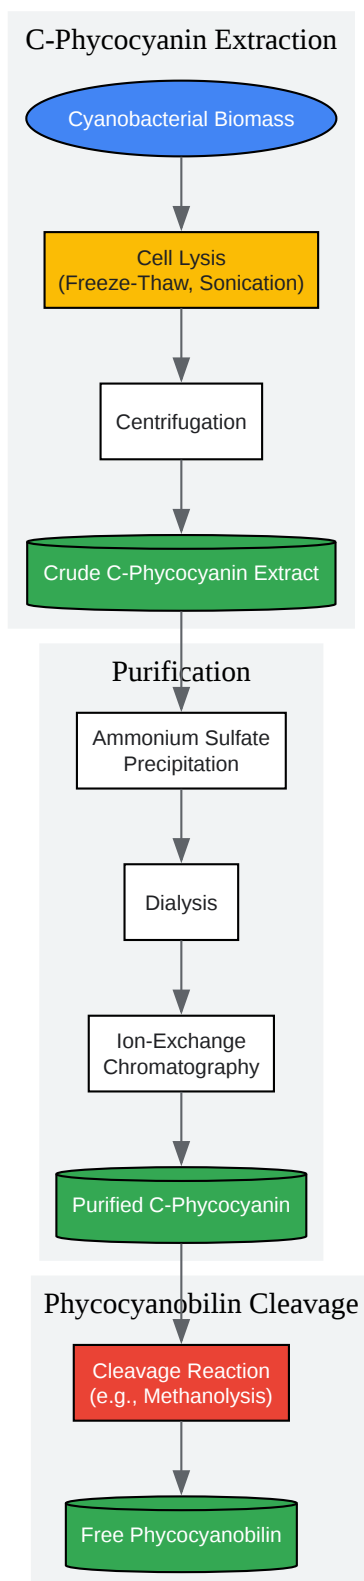 C-Phycocyanin Extraction
Cyanobacterial Biomass
Cell Lysis
(Freeze-Thaw, Sonication)
Centrifugation
Crude C-Phycocyanin Extract
Purification
Ammonium Sulfate
Precipitation
Dialysis
Ion-Exchange
Chromatography
Purified C-Phycocyanin
Phycocyanobilin Cleavage
Cleavage Reaction
(e.g., Methanolysis)
Free Phycocyanobilin